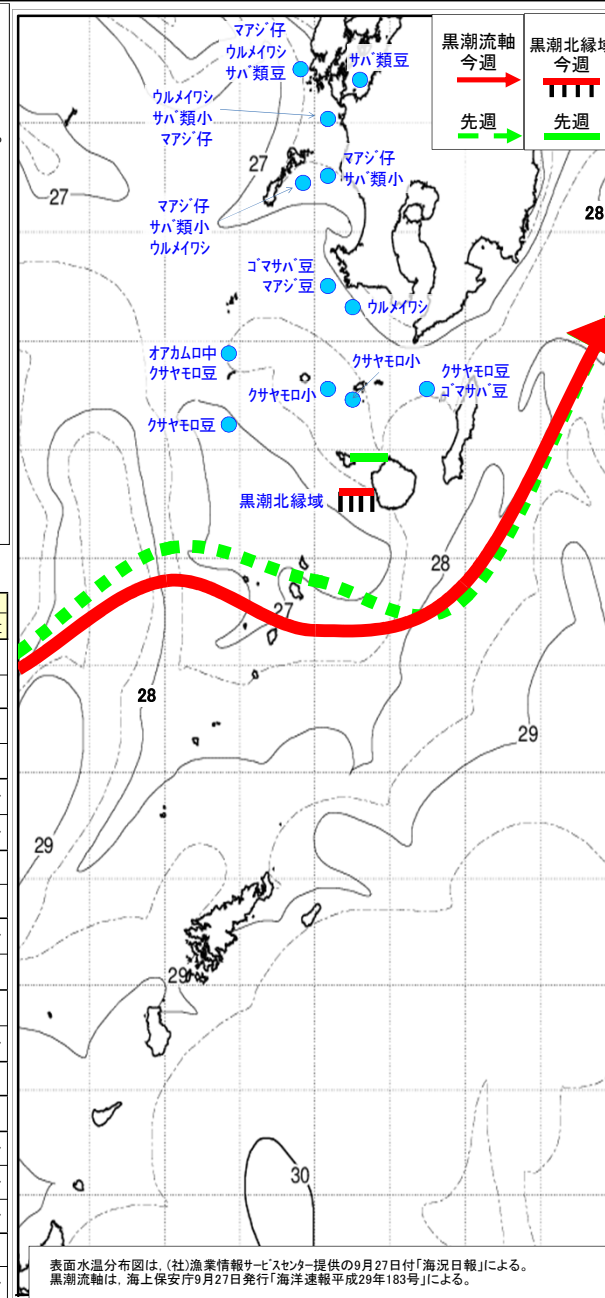 黒潮流軸
今週
先週
黒潮北縁域
今週
先週
マアジ仔
ウルメイワシ
サバ類豆
サバ類豆
ウルメイワシ
サバ類小
マアジ仔
27
27
マアジ仔
サバ類小
マアジ仔
サバ類小
ウルメイワシ
28
ゴマサバ豆
マアジ豆
ウルメイワシ
オアカムロ中
クサヤモロ豆
クサヤモロ小
クサヤモロ小
クサヤモロ豆
ゴマサバ豆
クサヤモロ豆
黒潮北縁域
28
27
28
29
29
29
30
表面水温分布図は，(社)漁業情報サービスセンター提供の9月27日付「海況日報」による。
黒潮流軸は，海上保安庁9月27日発行「海洋速報平成29年183号」による。